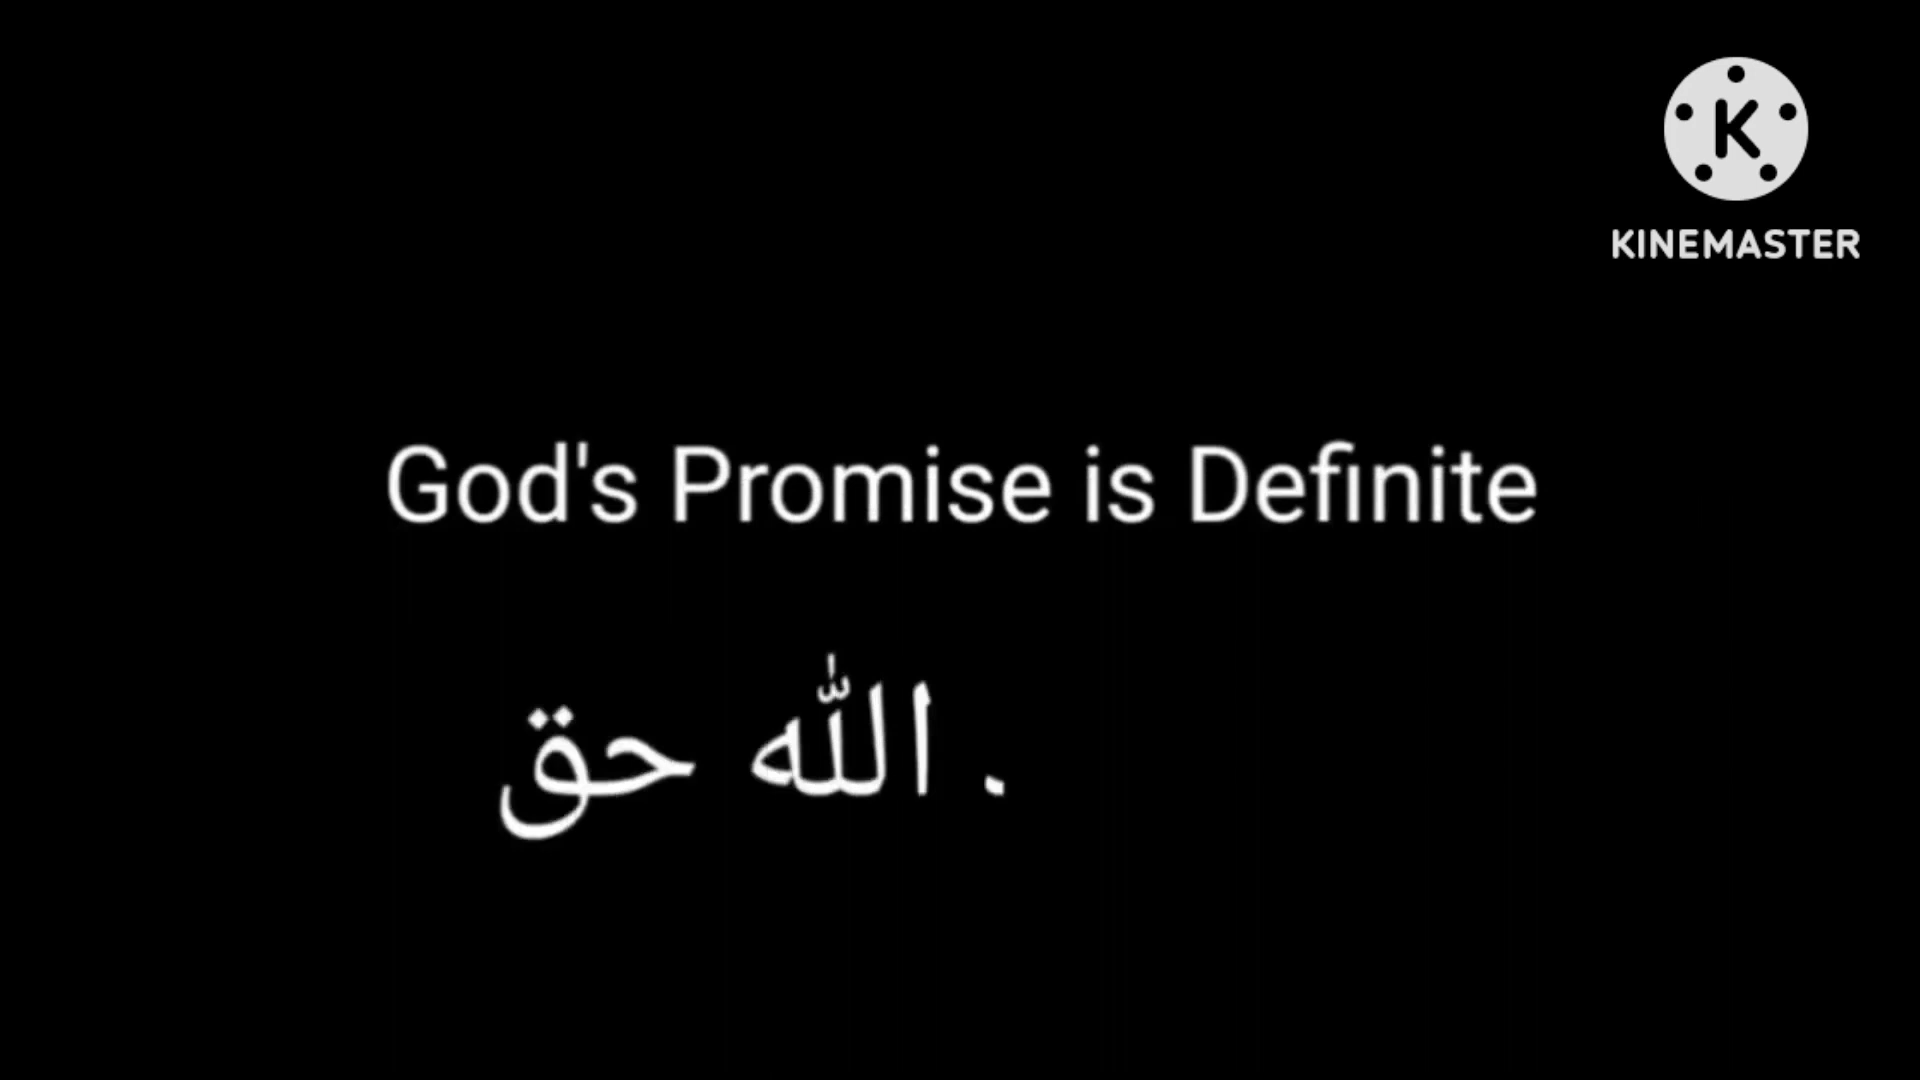 K
KINEMASTER
God's Promise is Definite
. الله حق